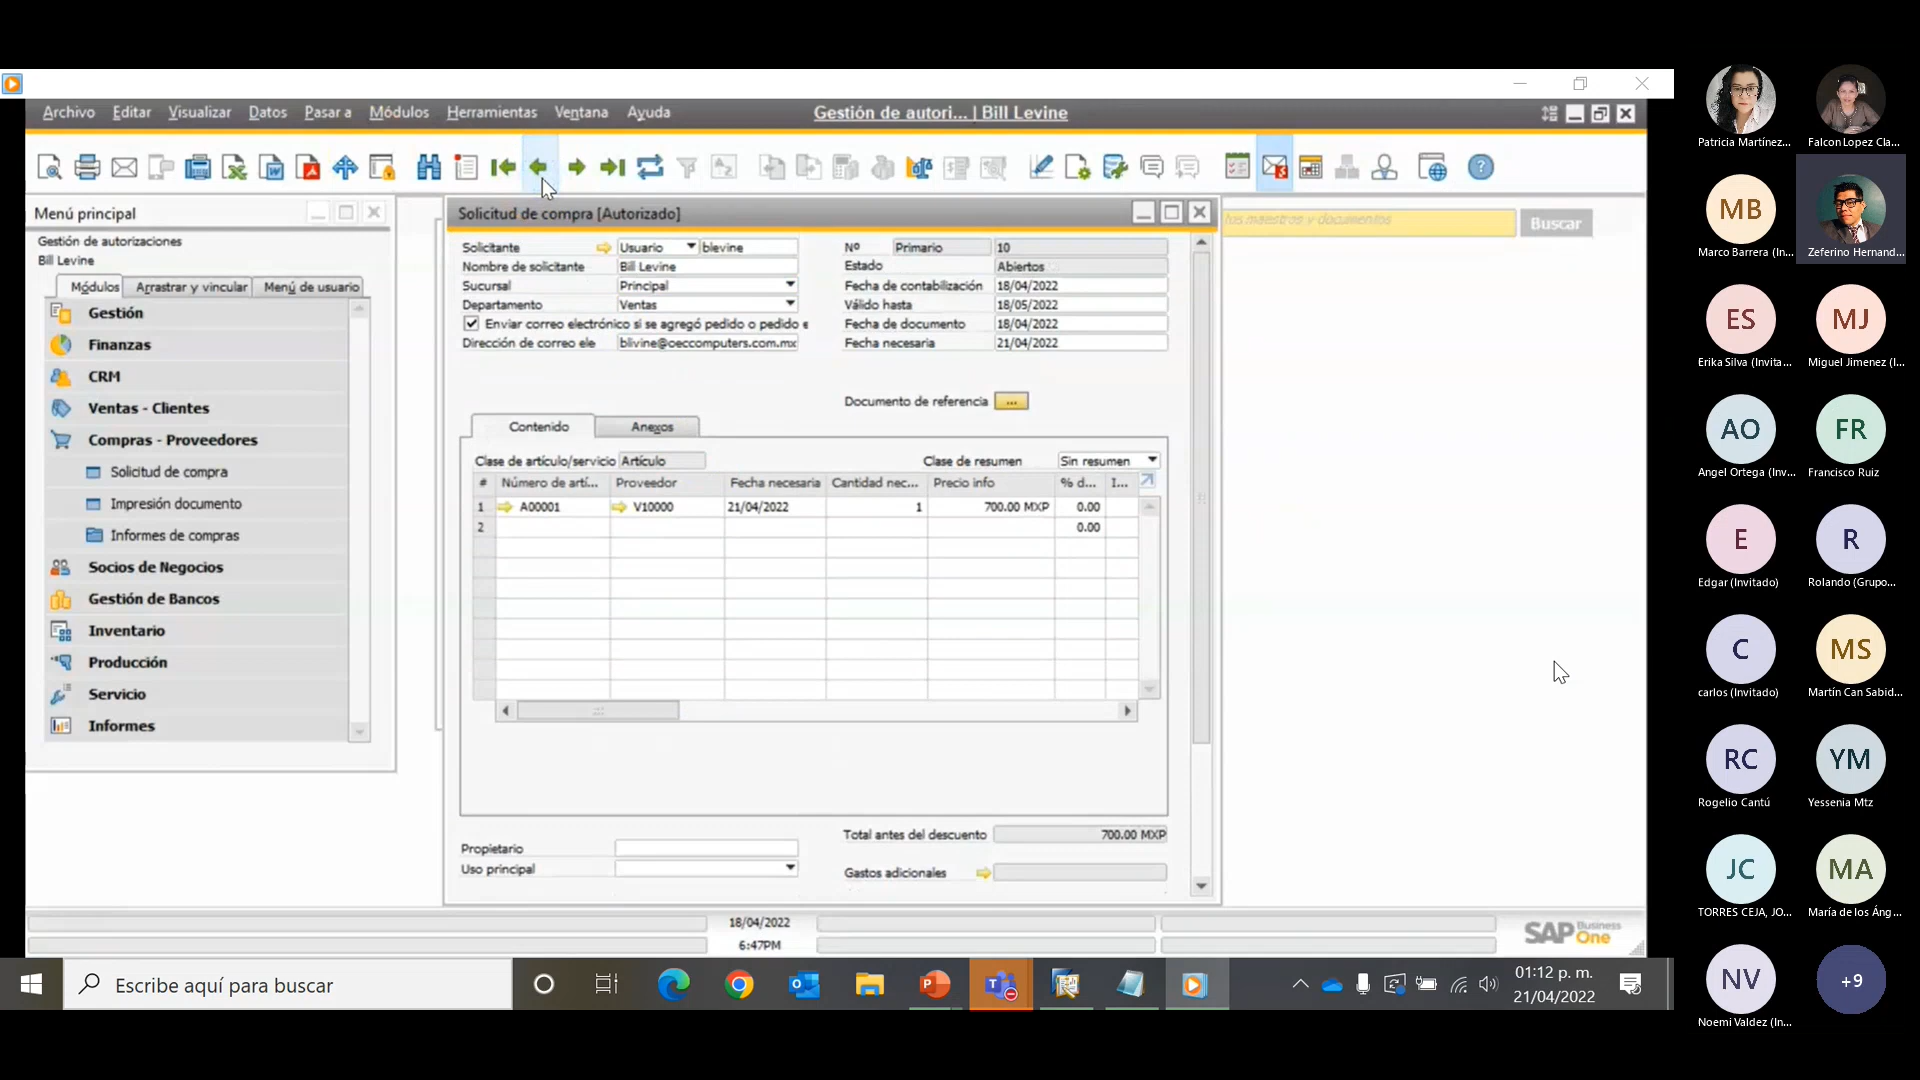 Archivo Editar Visualizar Datos Pasar a Módulos Herramientas Ventana Ayuda
Gestión de autori... | Bill Levine
Menú principal
Gestión de autorizaciones
Bill Levine
Módulos Arrastrar y vincular Menú de usuario
Gestión
Finanzas
CRM
Ventas - Clientes
Compras - Proveedores
Solicitud de compra
Impresión documento
Informes de compras
Socios de Negocios
Gestión de Bancos
Inventario
Producción
Servicio
Informes
Solicitud de compra [Autorizado]
Solicitante Usuario blevine
Nombre de solicitante Bill Levine
Sucursal Principal
Departamento Ventas
Enviar correo electrónico si se agregó pedido o pedido e
Dirección de correo ele blivine@oeccomputers.com.mx
Nº Primario 10
Estado Abiertos
Fecha de contabilización 18/04/2022
Válido hasta 18/05/2022
Fecha de documento 18/04/2022
Fecha necesaria 21/04/2022
Documento de referencia ...
Contenido Anexos
Clase de artículo/servicio Artículo Clase de resumen Sin resumen
# Número de artí... Proveedor Fecha necesaria Cantidad nec... Precio info % d... I...
1 A00001 V10000 21/04/2022 1 700.00 MXP 0.00
2 0.00
Propietario
Uso principal
Total antes del descuento 700.00 MXP
Gastos adicionales
los maestros y documentos Buscar
18/04/2022
6:47PM
SAP Business One
Escribe aquí para buscar
01:12 p. m.
21/04/2022
Patricia Martínez... Falcon Lopez Cla...
MB
Marco Barrera (In... Zeferino Hernand...
ES MJ
Erika Silva (Invita... Miguel Jimenez (I...
AO FR
Angel Ortega (Inv... Francisco Ruiz
E R
Edgar (Invitado) Rolando (Grupo...
C MS
carlos (Invitado) Martín Can Sabid...
RC YM
Rogelio Cantú Yessenia Mtz
JC MA
TORRES CEJA, JO... María de los Áng...
NV +9
Noemi Valdez (In...